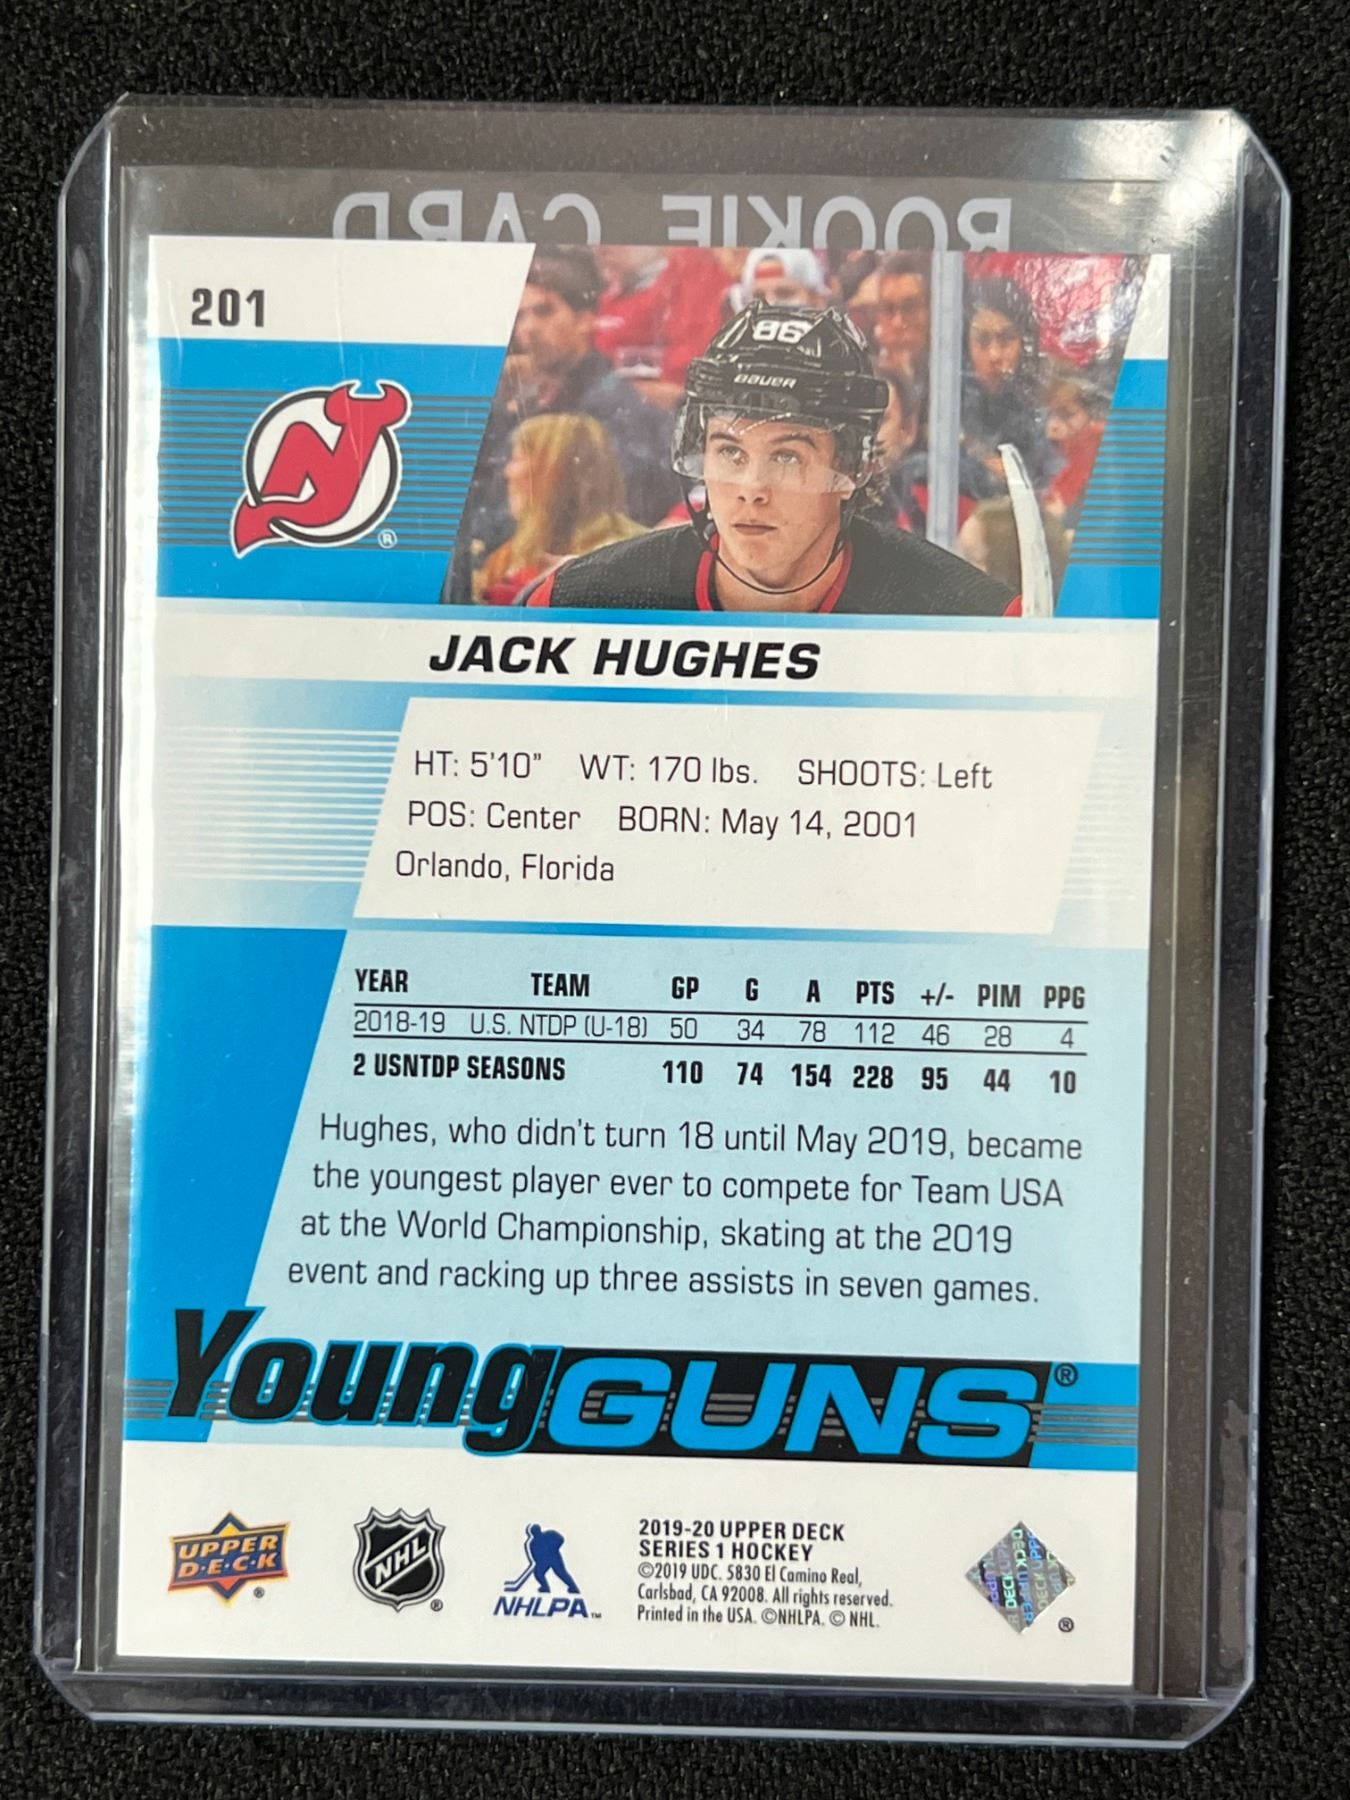 ROOKIE CARD
201
86
BAUER
®
JACK HUGHES
HT: 5'10" WT: 170 lbs. SHOOTS: Left
POS: Center BORN: May 14, 2001
Orlando, Florida
YEAR TEAM GP G A PTS +/- PIM PPG
2018-19 U.S. NTDP (U-18) 50 34 78 112 46 28 4
2 USNTDP SEASONS 110 74 154 228 95 44 10
Hughes, who didn't turn 18 until May 2019, became
the youngest player ever to compete for Team USA
at the World Championship, skating at the 2019
event and racking up three assists in seven games.
Young GUNS®
UPPER
D·E·C·K
®
NHL
®
NHLPA™
2019-20 UPPER DECK
SERIES 1 HOCKEY
©2019 UDC. 5830 El Camino Real,
Carlsbad, CA 92008. All rights reserved.
Printed in the USA. ©NHLPA. © NHL.
®